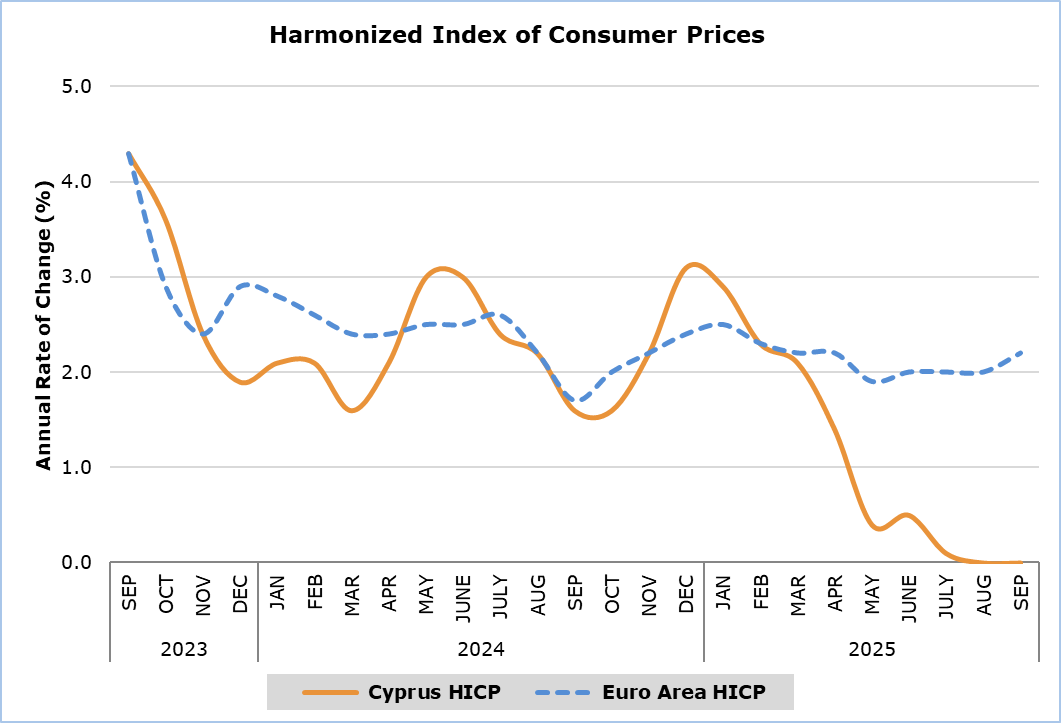 Harmonized Index of Consumer Prices
Annual Rate of Change (%)
5.0
4.0
3.0
2.0
1.0
0.0
SEP OCT NOV DEC JAN FEB MAR APR MAY JUNE JULY AUG SEP OCT NOV DEC JAN FEB MAR APR MAY JUNE JULY AUG SEP
2023 2024 2025
Cyprus HICP Euro Area HICP